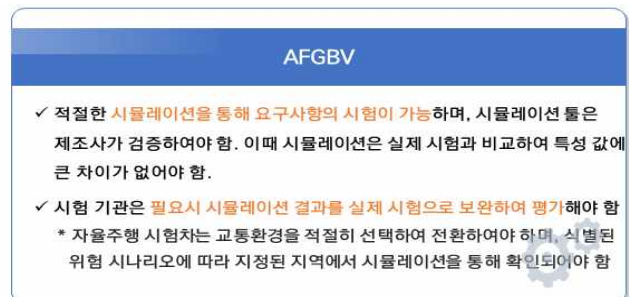 AFGBV
✓ 적절한 시뮬레이션을 통해 요구사항의 시험이 가능하며, 시뮬레이션 툴은
제조사가 검증하여야 함. 이때 시뮬레이션은 실제 시험과 비교하여 특성 값에
큰 차이가 없어야 함.
✓ 시험 기관은 필요시 시뮬레이션 결과를 실제 시험으로 보완하여 평가해야 함
* 자율주행 시험차는 교통환경을 적절히 선택하여 전환하여야 하며, 식별된
위험 시나리오에 따라 지정된 지역에서 시뮬레이션을 통해 확인되어야 함